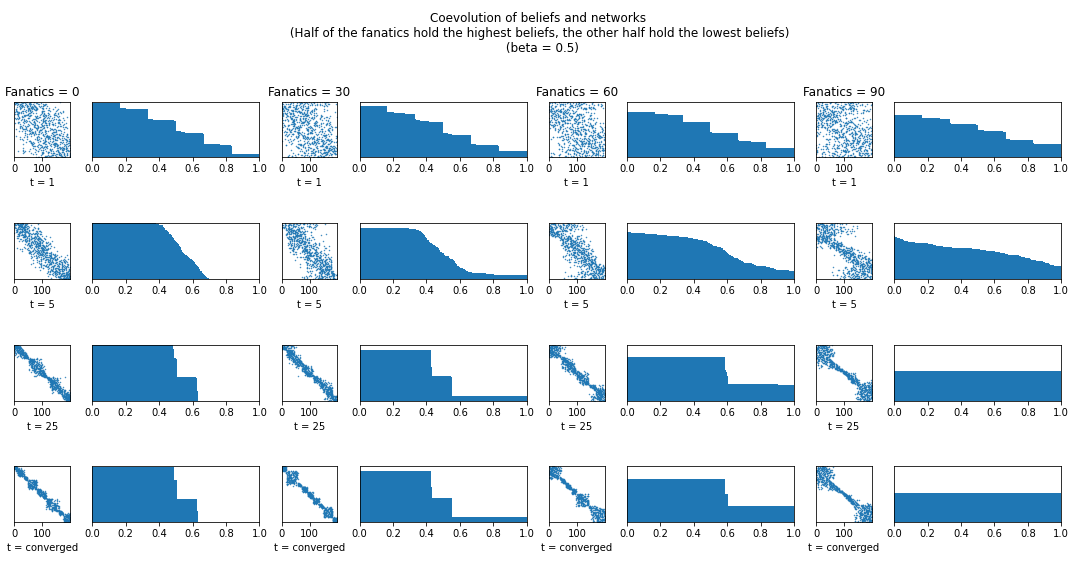 Coevolution of beliefs and networks
(Half of the fanatics hold the highest beliefs, the other half hold the lowest beliefs)
(beta = 0.5)
Fanatics = 0 Fanatics = 30 Fanatics = 60 Fanatics = 90
0 100 0.0 0.2 0.4 0.6 0.8 1.0 0 100 0.0 0.2 0.4 0.6 0.8 1.0 0 100 0.0 0.2 0.4 0.6 0.8 1.0 0 100 0.0 0.2 0.4 0.6 0.8 1.0
t = 1 t = 1 t = 1 t = 1
0 100 0.0 0.2 0.4 0.6 0.8 1.0 0 100 0.0 0.2 0.4 0.6 0.8 1.0 0 100 0.0 0.2 0.4 0.6 0.8 1.0 0 100 0.0 0.2 0.4 0.6 0.8 1.0
t = 5 t = 5 t = 5 t = 5
0 100 0.0 0.2 0.4 0.6 0.8 1.0 0 100 0.0 0.2 0.4 0.6 0.8 1.0 0 100 0.0 0.2 0.4 0.6 0.8 1.0 0 100 0.0 0.2 0.4 0.6 0.8 1.0
t = 25 t = 25 t = 25 t = 25
0 100 0.0 0.2 0.4 0.6 0.8 1.0 0 100 0.0 0.2 0.4 0.6 0.8 1.0 0 100 0.0 0.2 0.4 0.6 0.8 1.0 0 100 0.0 0.2 0.4 0.6 0.8 1.0
t = converged t = converged t = converged t = converged